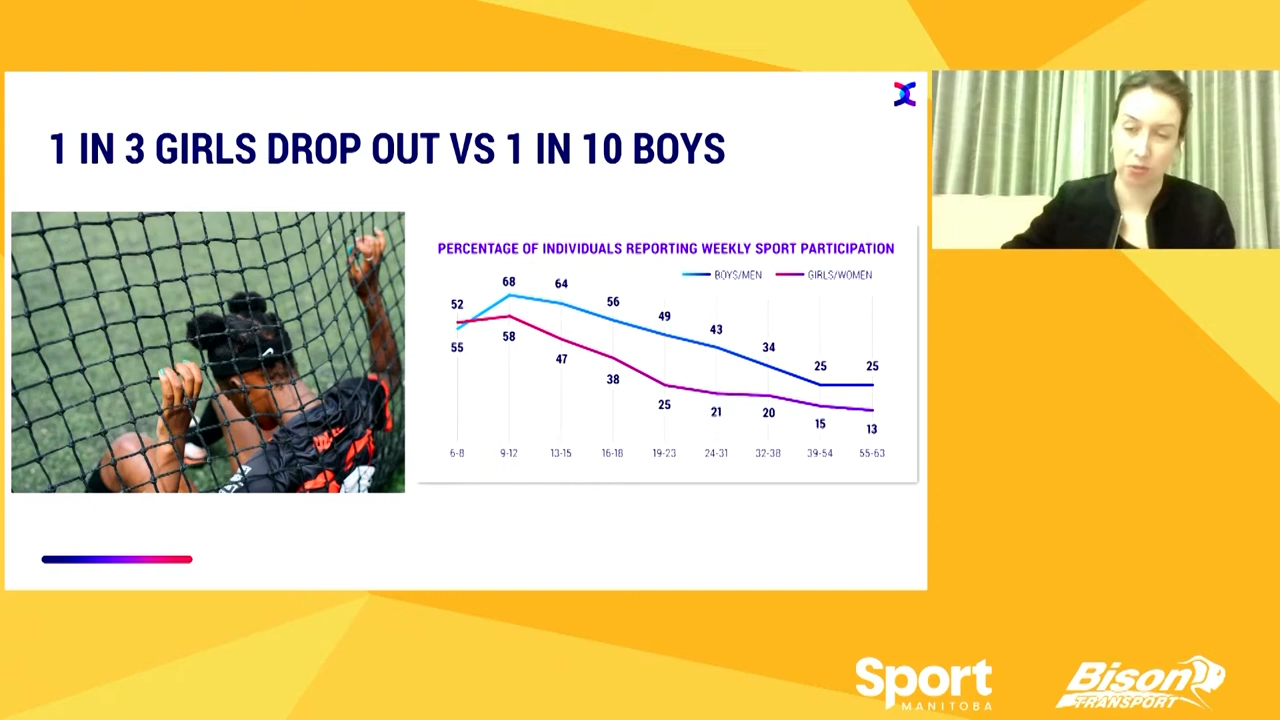 1 IN 3 GIRLS DROP OUT VS 1 IN 10 BOYS
PERCENTAGE OF INDIVIDUALS REPORTING WEEKLY SPORT PARTICIPATION
BOYS/MEN GIRLS/WOMEN
68 64 56 49 43 34 25 25
52
55 58 47 38 25 21 20 15 13
6-8 9-12 13-15 16-18 19-23 24-31 32-38 39-54 55-63
Sport
MANITOBA
Bison
TRANSPORT